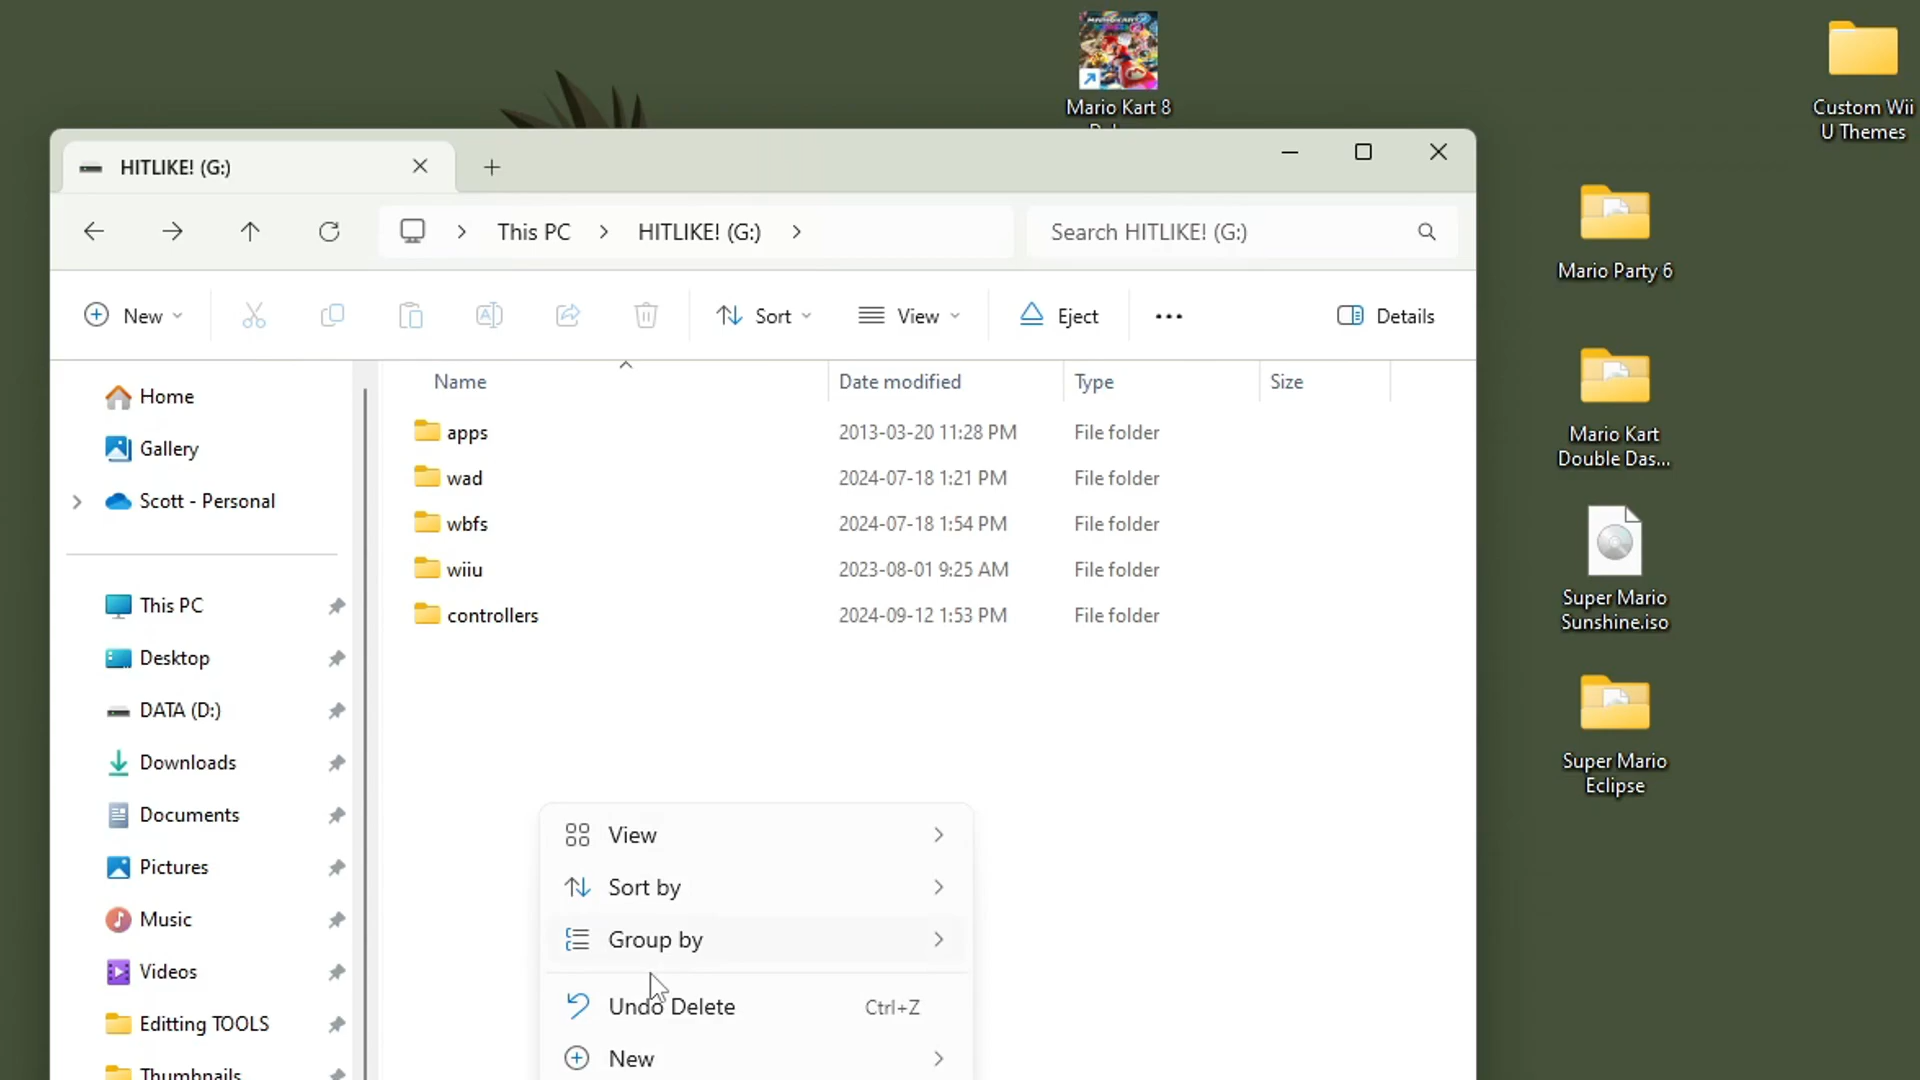 Mario Kart 8
Custom Wii
U Themes
HITLIKE! (G:)
This PC
HITLIKE! (G:)
Search HITLIKE! (G:)
New
Sort
View
Eject
Details
Name
Date modified
Type
Size
apps
2013-03-20 11:28 PM
File folder
wad
2024-07-18 1:21 PM
File folder
wbfs
2024-07-18 1:54 PM
File folder
wiiu
2023-08-01 9:25 AM
File folder
controllers
2024-09-12 1:53 PM
File folder
Home
Gallery
Scott - Personal
This PC
Desktop
DATA (D:)
Downloads
Documents
Pictures
Music
Videos
Editting TOOLS
Thumbnails
View
Sort by
Group by
Undo Delete
Ctrl+Z
New
Mario Party 6
Mario Kart
Double Das...
Super Mario
Sunshine.iso
Super Mario
Eclipse